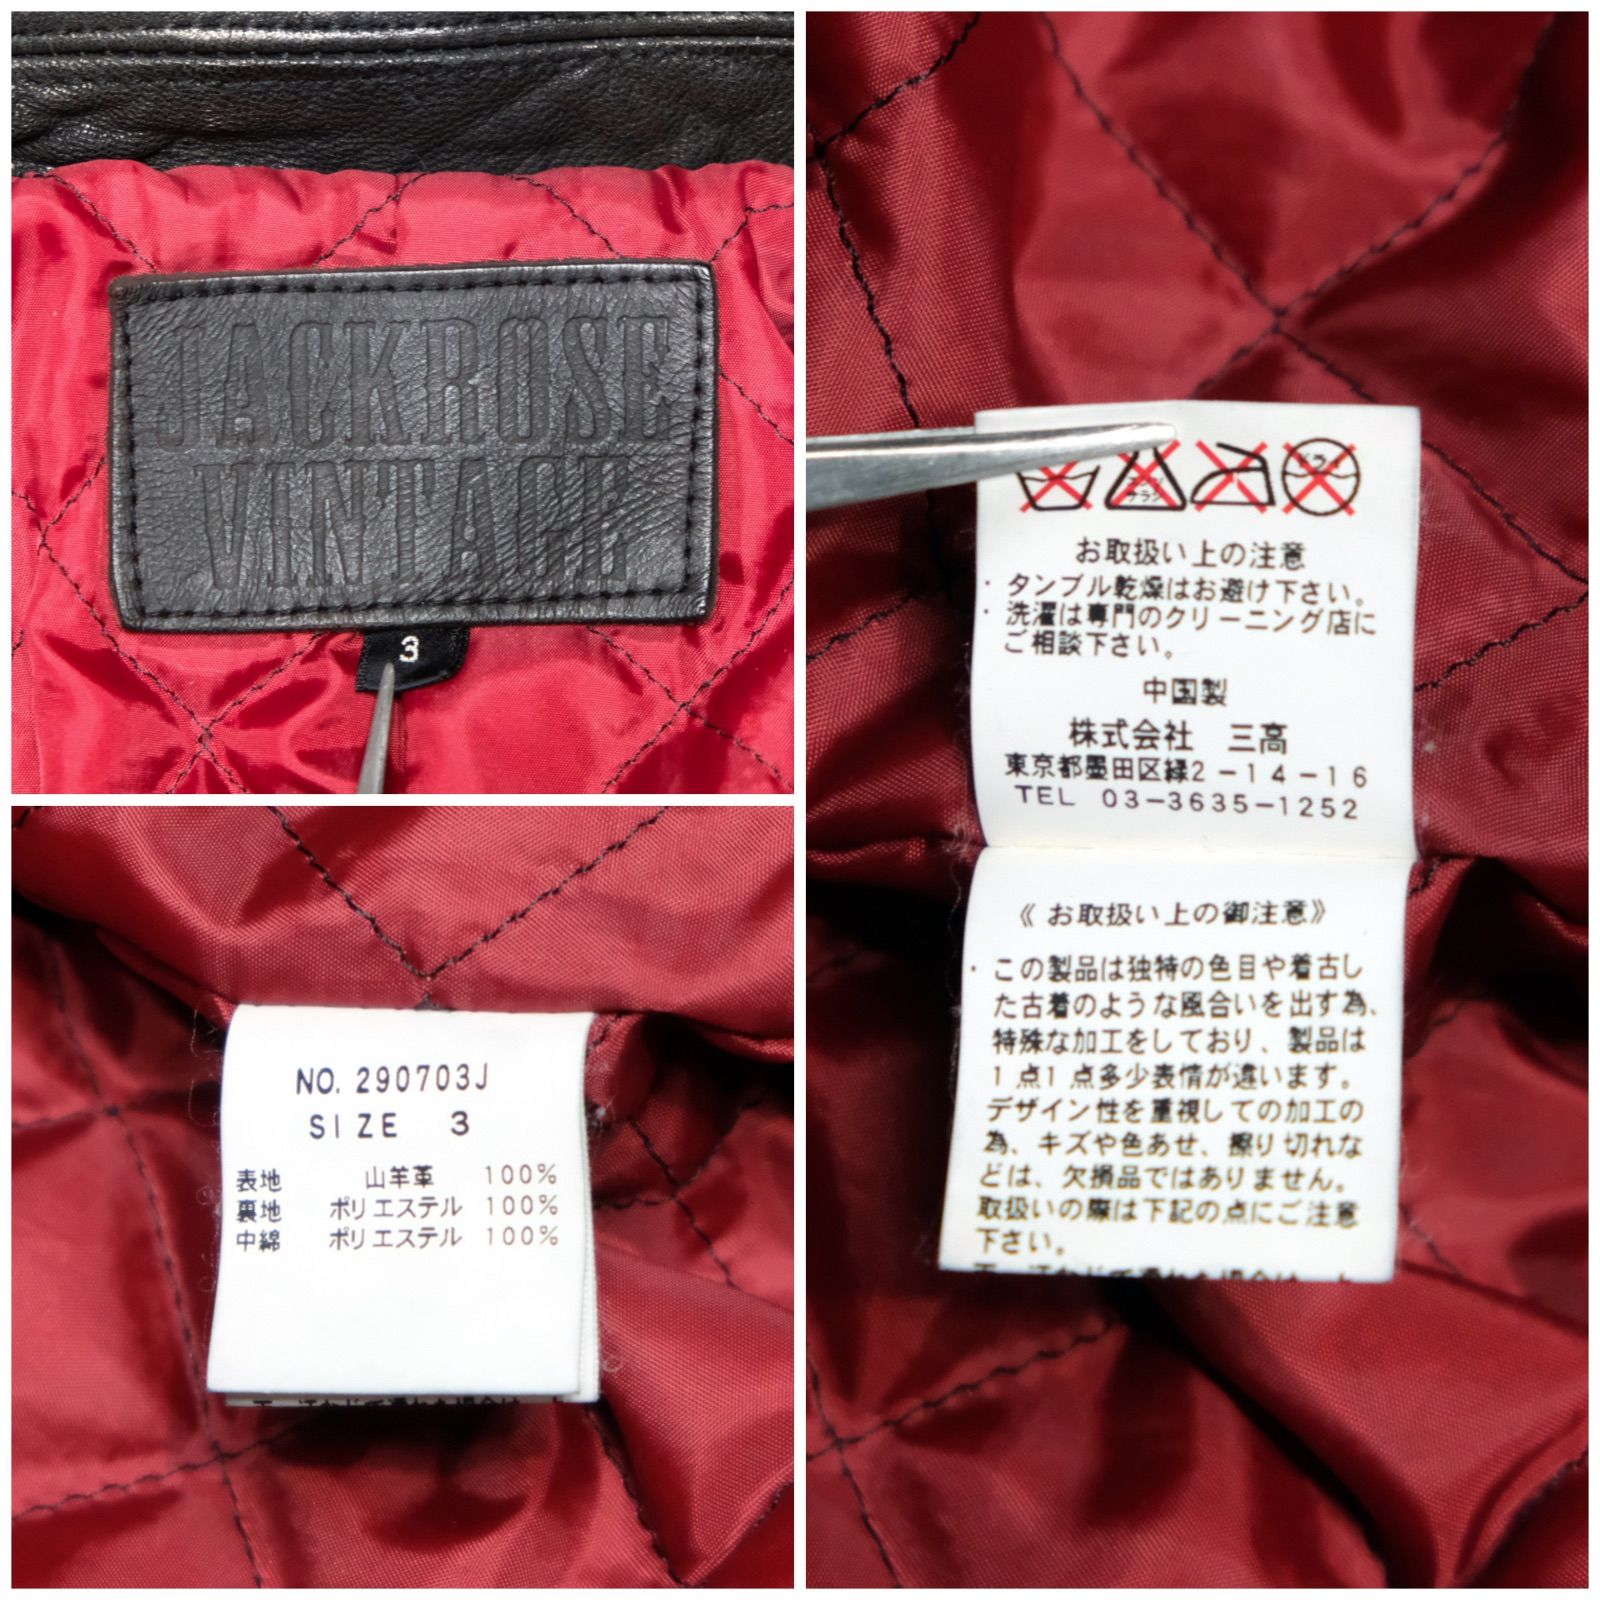 JACKROSE
VINTAGE
3
NO. 290703J
SIZE 3
表地 山羊革 100%
裏地 ポリエステル 100%
中綿 ポリエステル 100%
お取扱い上の注意
・タンブル乾燥はお避け下さい。
・洗濯は専門のクリーニング店に
ご相談下さい。
中国製
株式会社 三高
東京都墨田区緑2-14-16
TEL 03-3635-1252
《お取扱い上の御注意》
・この製品は独特の色目や着古し
た古着のような風合いを出す為、
特殊な加工をしており、製品は
1点1点多少表情が違います。
デザイン性を重視しての加工の
為、キズや色あせ、擦り切れな
どは、欠損品ではありません。
取扱いの際は下記の点にご注意
下さい。